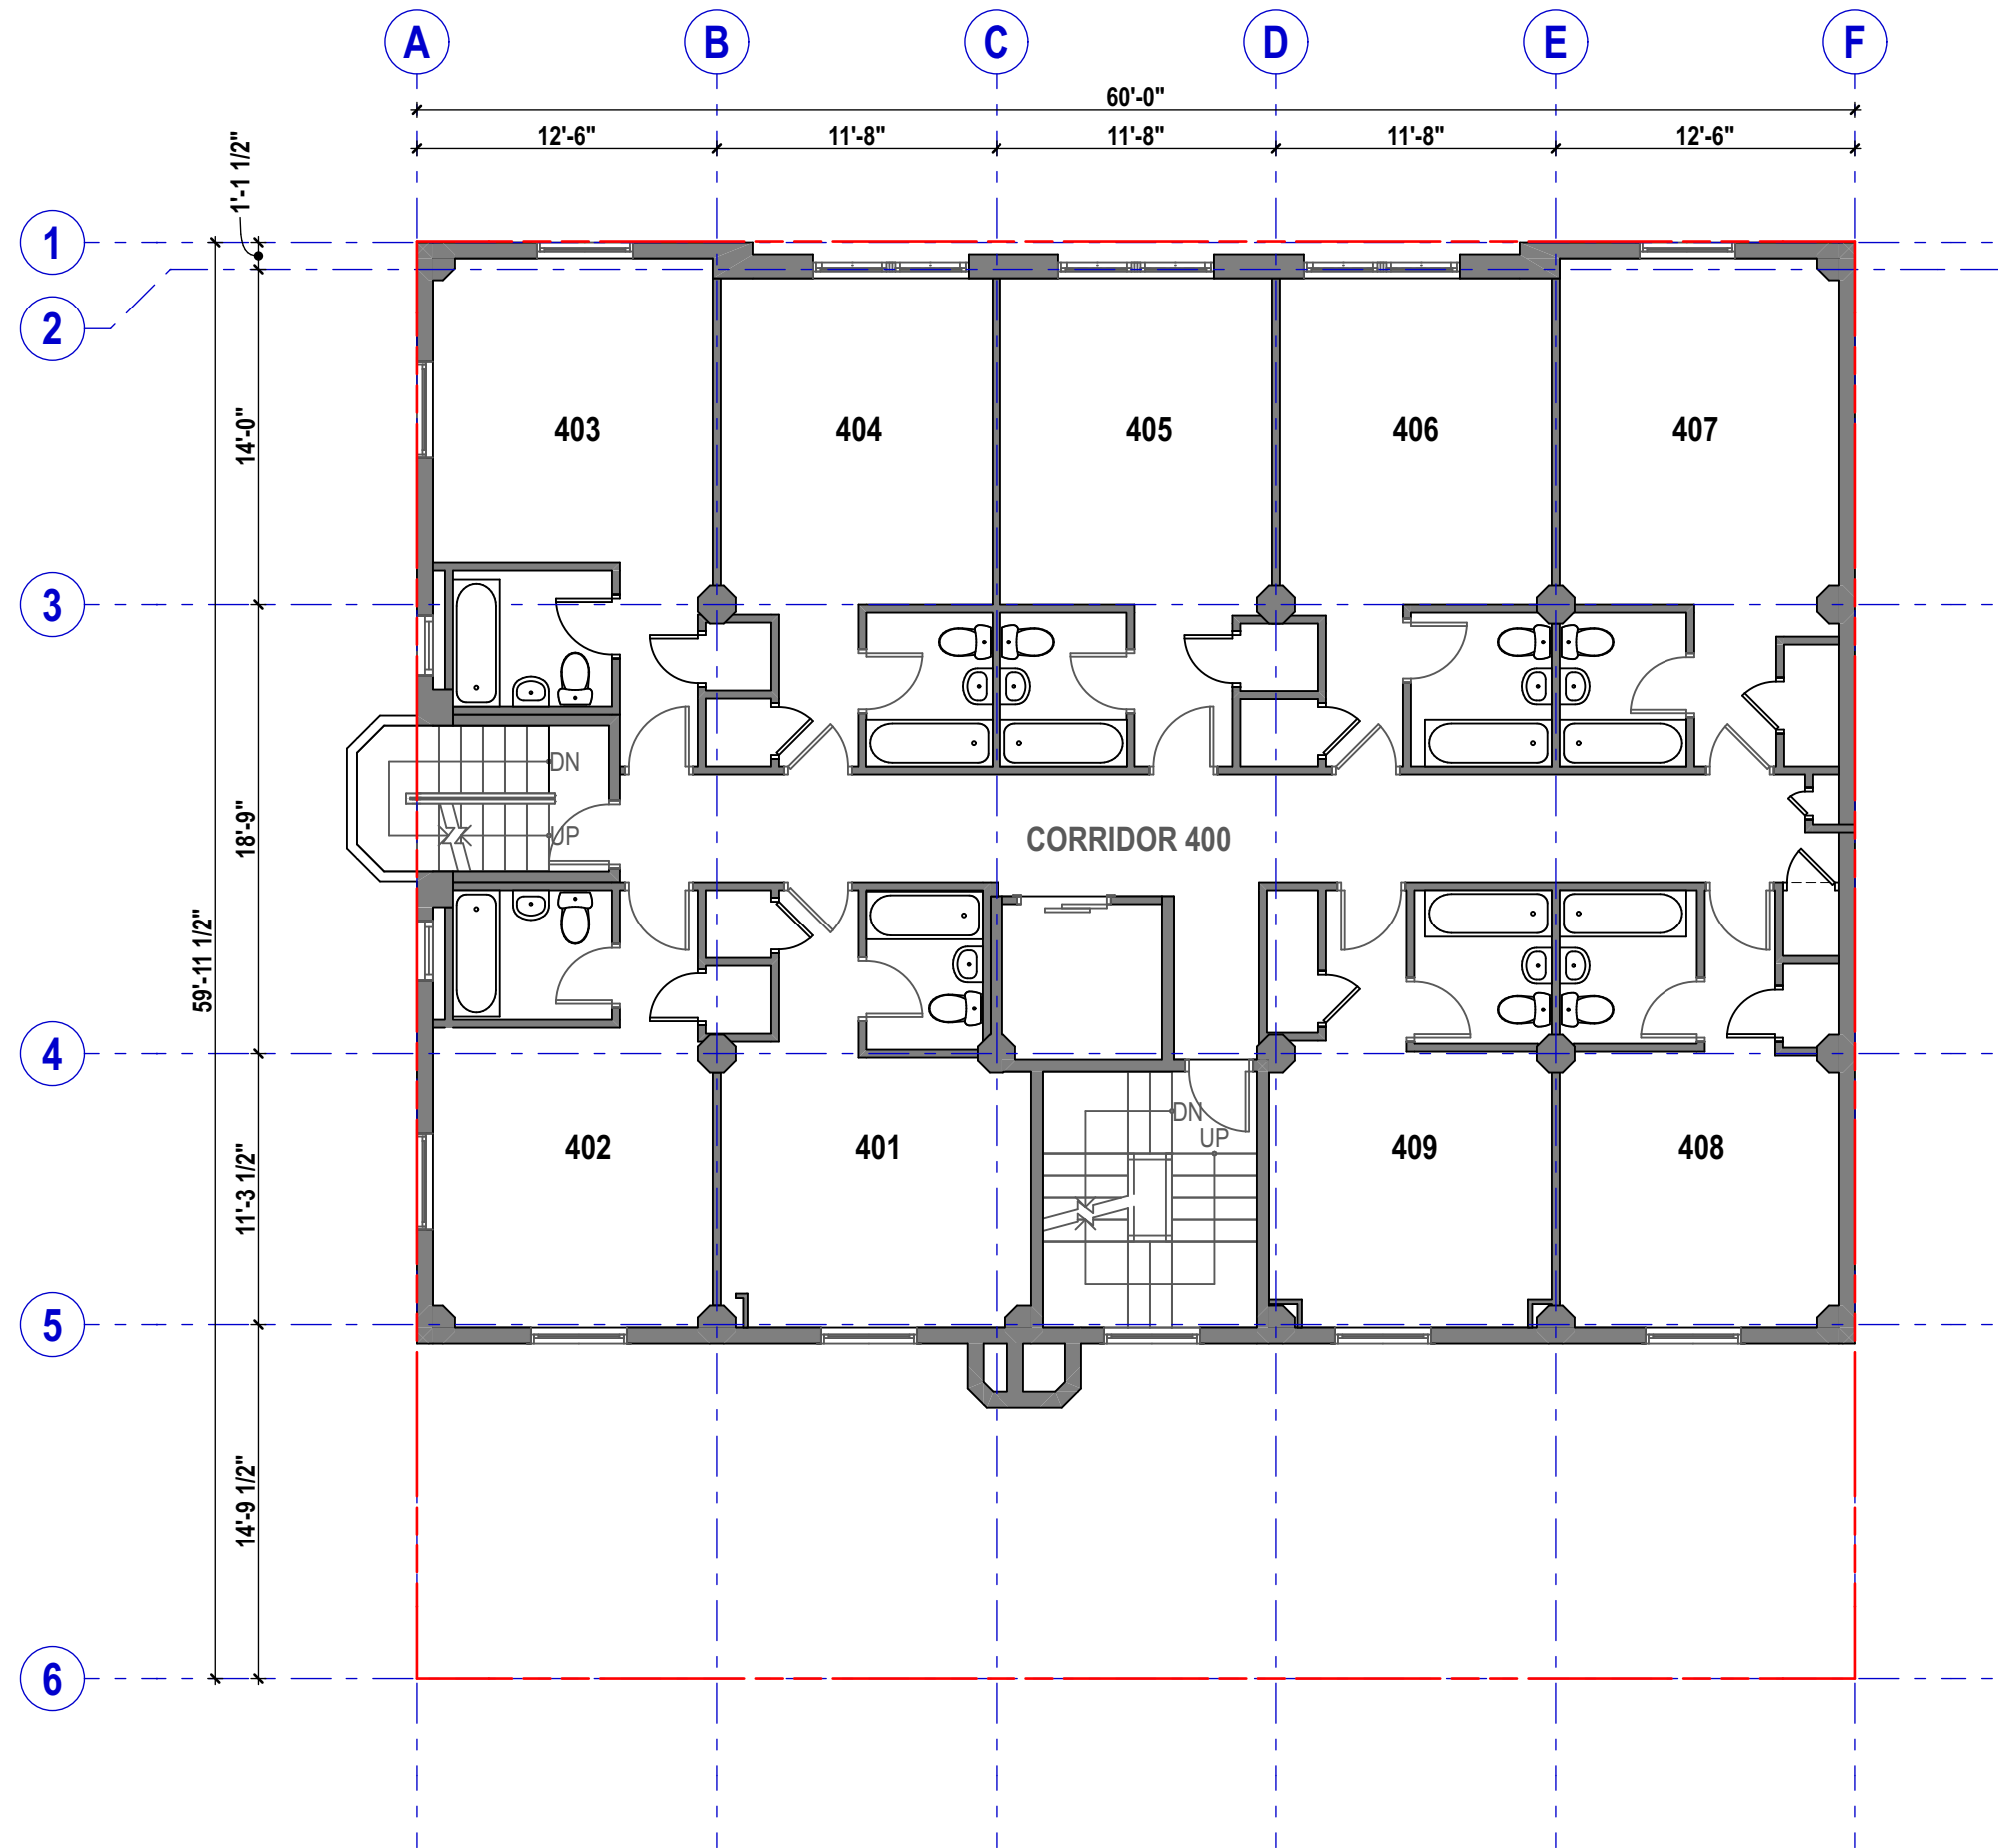 A B C D E F
60'-0"
12'-6" 11'-8" 11'-8" 11'-8" 12'-6"
1'-1 1/2"
1
2
403 404 405 406 407
14'-0"
3
DN
UP
CORRIDOR 400
18'-9"
59'-11 1/2"
4
DN
UP
402 401 409 408
11'-3 1/2"
5
14'-9 1/2"
6